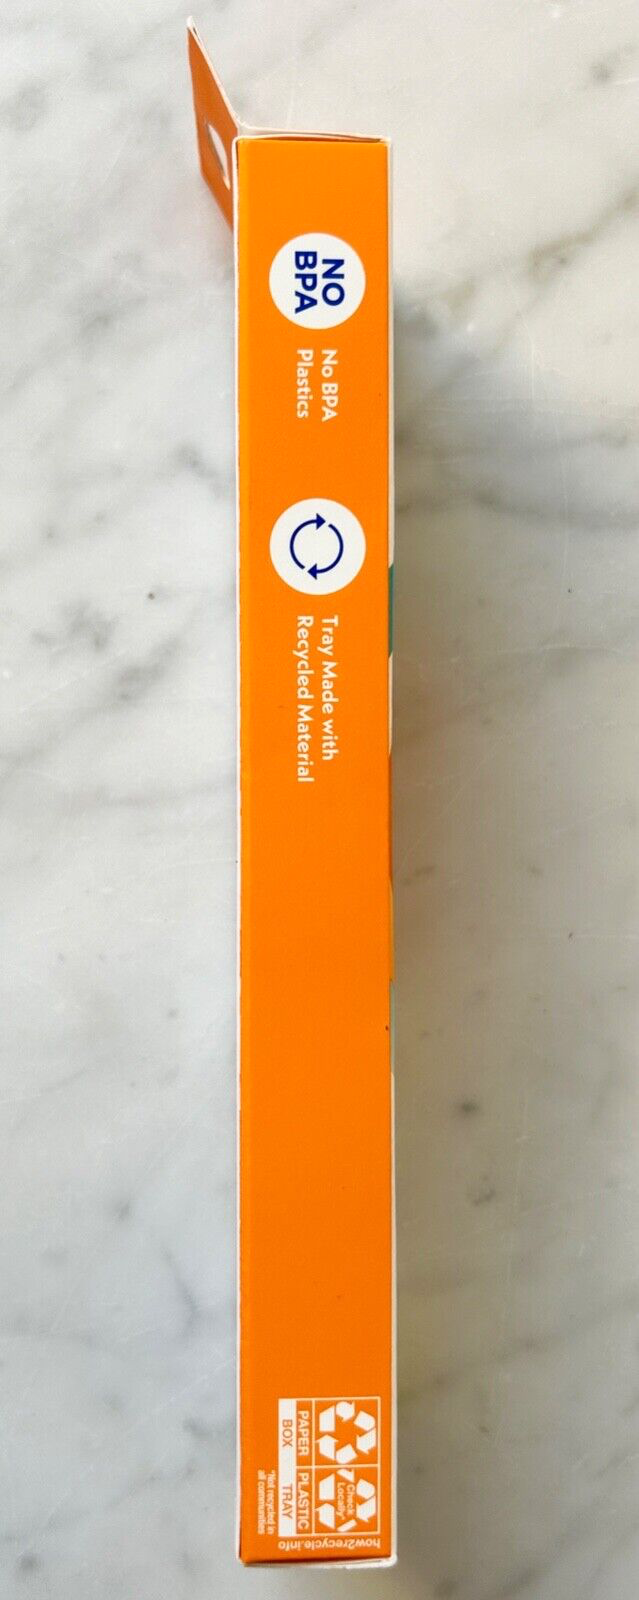 NO
BPA
No BPA
Plastics
Tray Made with
Recycled Material
Check
Locally*
PAPER
BOX
PLASTIC
TRAY
*Not recycled in
all communities
how2recycle.info